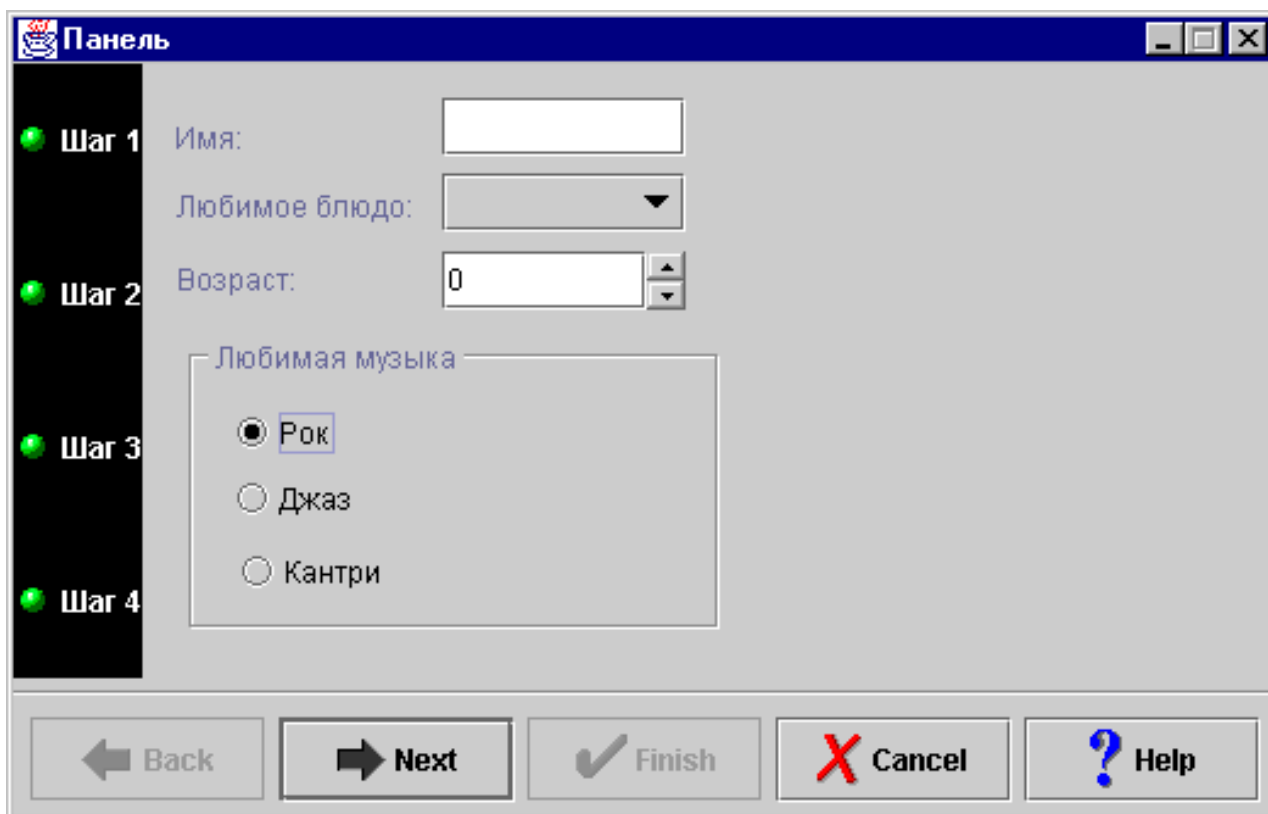 Панель
Шаг 1
Имя:
Любимое блюдо:
Шаг 2
Возраст:
0
Любимая музыка
Шаг 3
Рок
Джаз
Кантри
Шаг 4
Back
Next
Finish
Cancel
Help